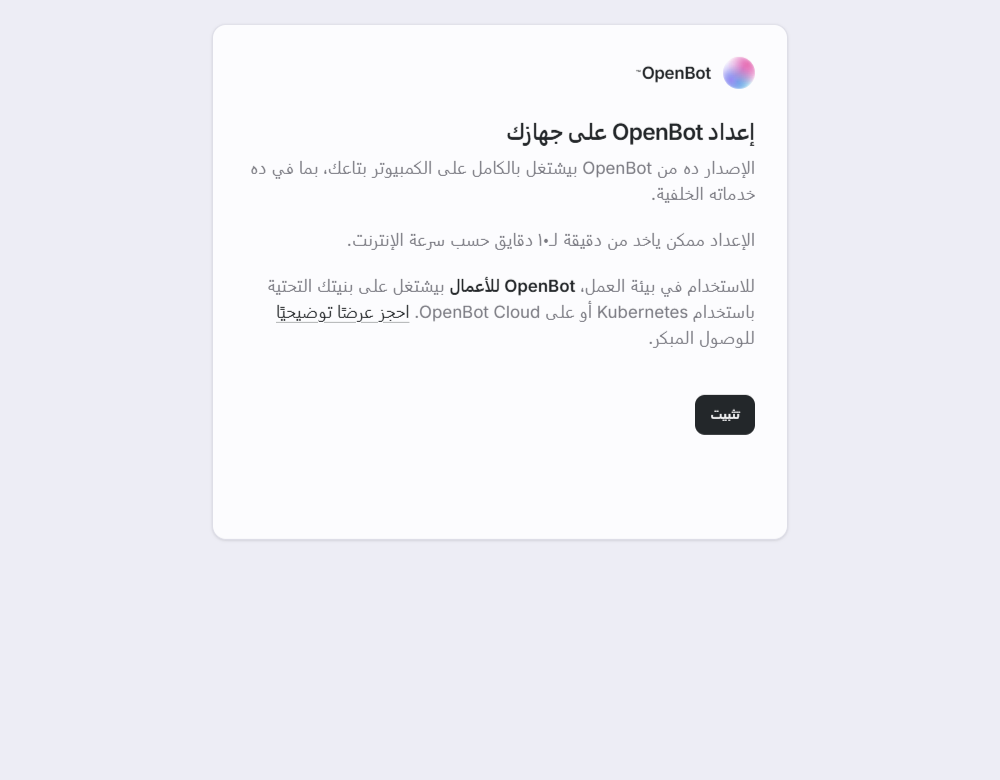 OpenBot™
إعداد OpenBot على جهازك
الإصدار ده من OpenBot بيشتغل بالكامل على الكمبيوتر بتاعك، بما في ده
خدماته الخلفية.
الإعداد ممكن ياخد من دقيقة لـ١٠ دقايق حسب سرعة الإنترنت.
للاستخدام في بيئة العمل، OpenBot للأعمال بيشتغل على بنيتك التحتية
باستخدام Kubernetes أو على OpenBot Cloud. احجز عرضًا توضيحيًا
للوصول المبكر.
تثبيت